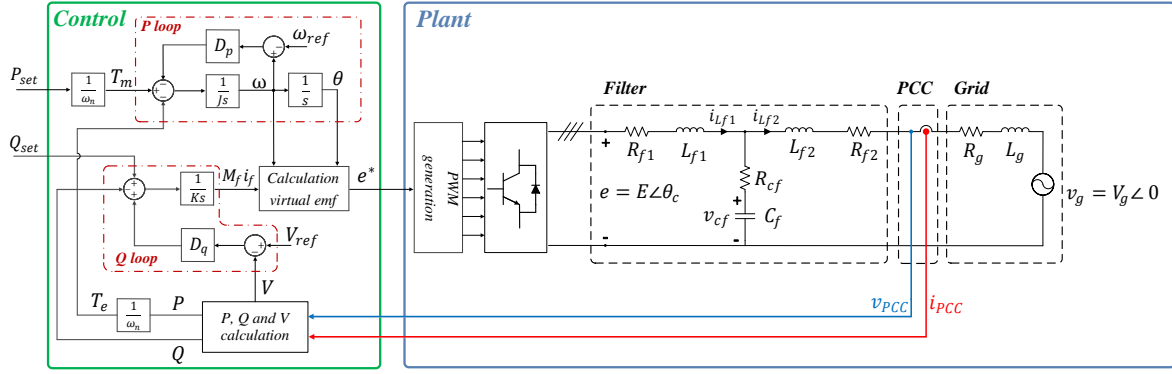 Control
P loop
D_p
−
−
ω_ref
P_set
1/ω_n
T_m
−
−
1/Js
ω
1/s
θ
Q_set
M_f i_f
+
+
1/Ks
Calculation
virtual emf
e*
D_q
−
+
V_ref
Q loop
V
T_e
1/ω_n
P
P, Q and V
calculation
Q
Plant
PWM
generation
Filter
PCC
Grid
i_Lf1
i_Lf2
+
R_f1
L_f1
L_f2
R_f2
R_g
L_g
R_cf
e = E∠θ_c
+
v_cf
C_f
v_g = V_g∠ 0
-
-
v_PCC
i_PCC